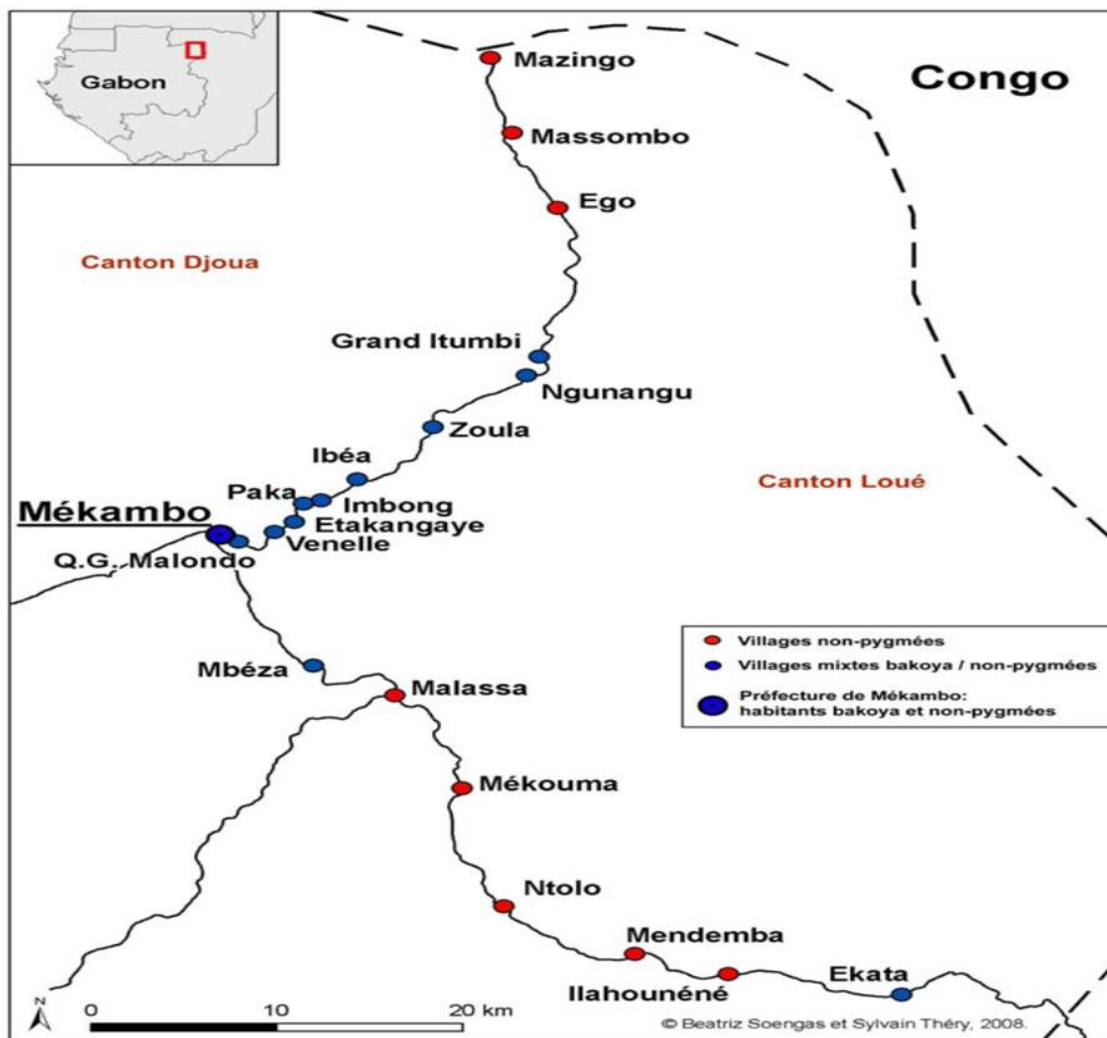 Gabon
Congo
Mazingo
Massombo
Ego
Canton Djoua
Grand Itumbi
Ngunangu
Zoula
Ibéa
Canton Loué
Paka
Imbong
Mékambo
Etakangaye
Venelle
Q.G. Malondo
Villages non-pygmées
Villages mixtes bakoya / non-pygmées
Préfecture de Mékambo:
habitants bakoya et non-pygmées
Mbéza
Malassa
Mékouma
Ntolo
Mendemba
Ekata
Ilahounéné
N
0 10 20 km
© Beatriz Soengas et Sylvain Théry, 2008.